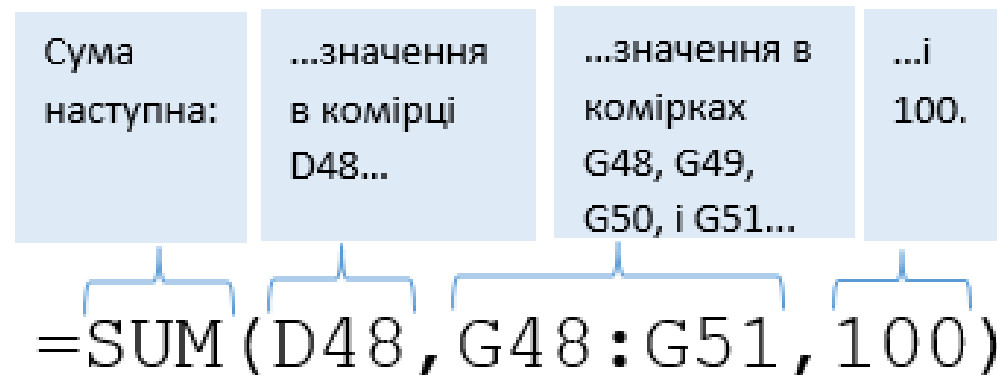 Сума
наступна:
...значення
в комірці
D48...
...значення в
комірках
G48, G49,
G50, і G51...
...і
100.
=SUM(D48,G48:G51,100)